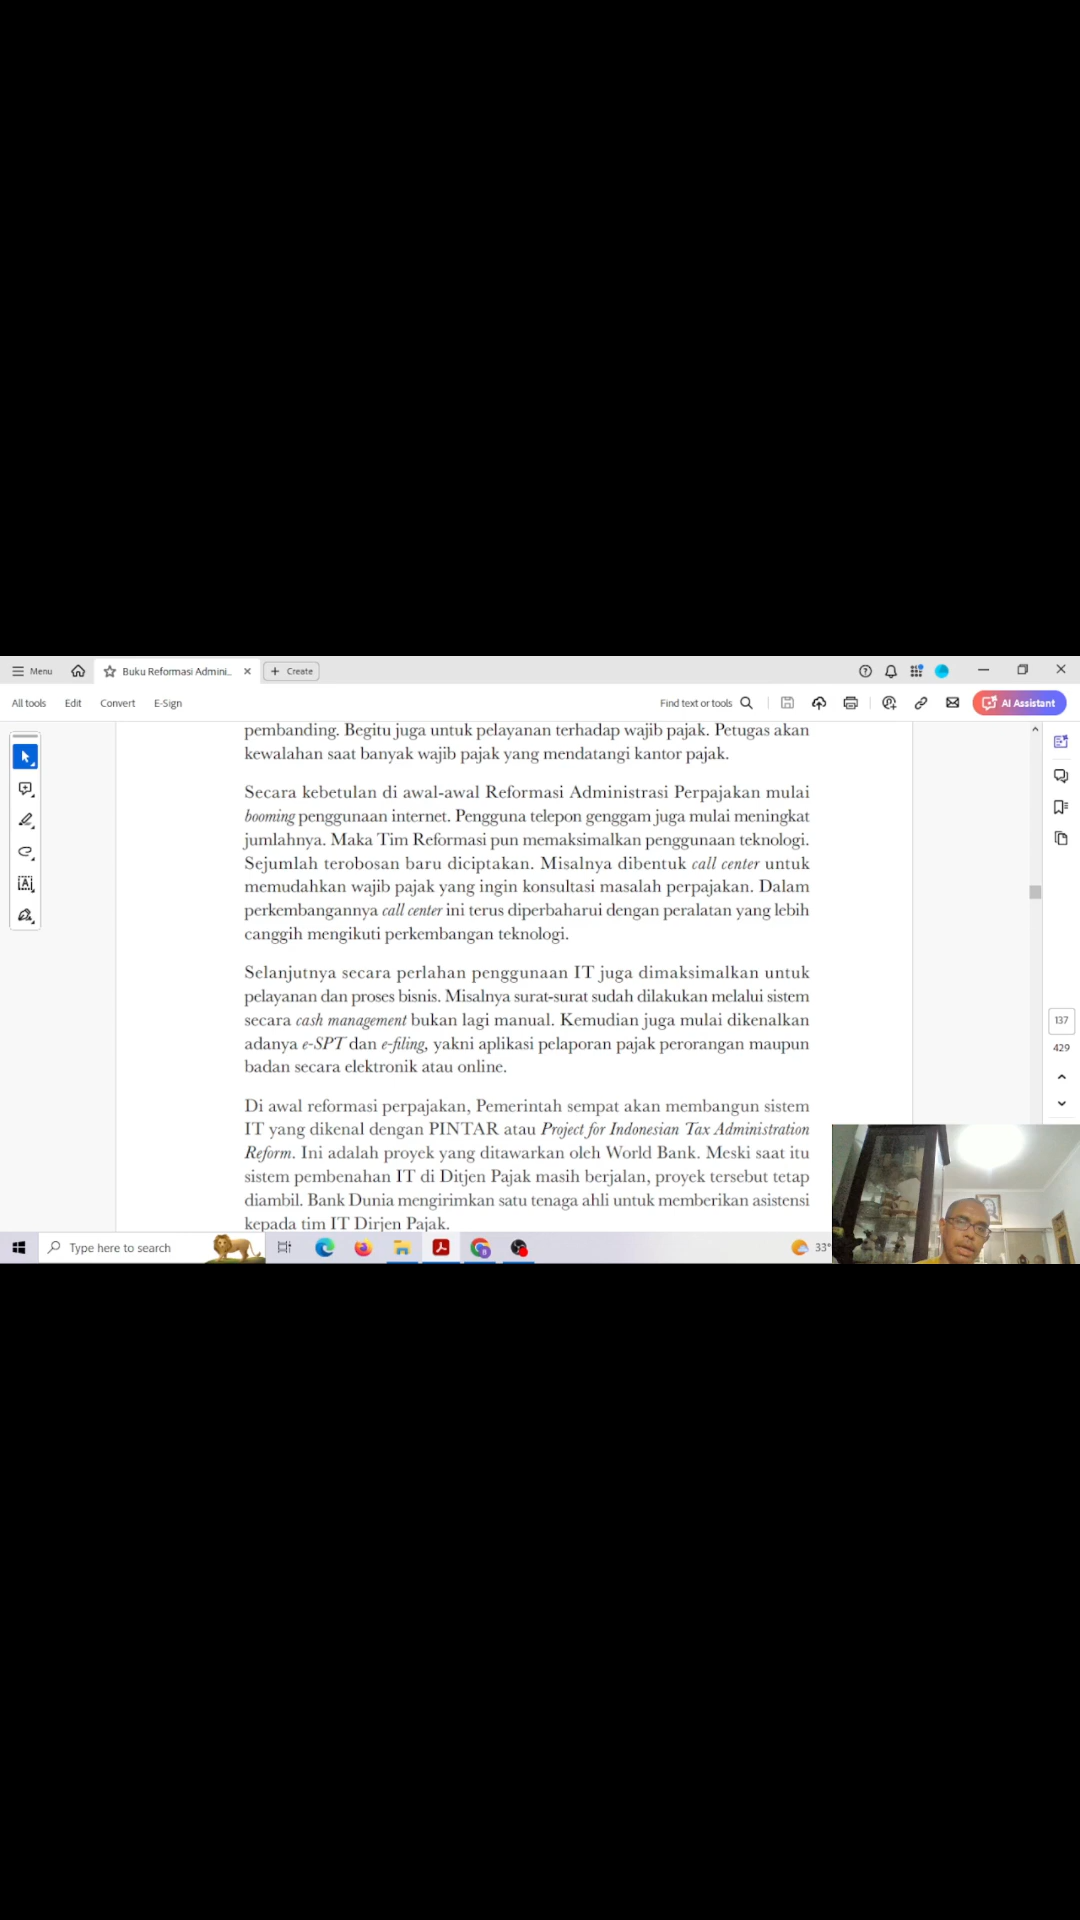 Menu
Buku Reformasi Admini...
Create
All tools
Edit
Convert
E-Sign
Find text or tools
AI Assistant
pembanding. Begitu juga untuk pelayanan terhadap wajib pajak. Petugas akan
kewalahan saat banyak wajib pajak yang mendatangi kantor pajak.
Secara kebetulan di awal-awal Reformasi Administrasi Perpajakan mulai
booming penggunaan internet. Pengguna telepon genggam juga mulai meningkat
jumlahnya. Maka Tim Reformasi pun memaksimalkan penggunaan teknologi.
Sejumlah terobosan baru diciptakan. Misalnya dibentuk call center untuk
memudahkan wajib pajak yang ingin konsultasi masalah perpajakan. Dalam
perkembangannya call center ini terus diperbaharui dengan peralatan yang lebih
canggih mengikuti perkembangan teknologi.
Selanjutnya secara perlahan penggunaan IT juga dimaksimalkan untuk
pelayanan dan proses bisnis. Misalnya surat-surat sudah dilakukan melalui sistem
secara cash management bukan lagi manual. Kemudian juga mulai dikenalkan
adanya e-SPT dan e-filing, yakni aplikasi pelaporan pajak perorangan maupun
badan secara elektronik atau online.
Di awal reformasi perpajakan, Pemerintah sempat akan membangun sistem
IT yang dikenal dengan PINTAR atau Project for Indonesian Tax Administration
Reform. Ini adalah proyek yang ditawarkan oleh World Bank. Meski saat itu
sistem pembenahan IT di Ditjen Pajak masih berjalan, proyek tersebut tetap
diambil. Bank Dunia mengirimkan satu tenaga ahli untuk memberikan asistensi
kepada tim IT Dirjen Pajak.
137
429
Type here to search
33°